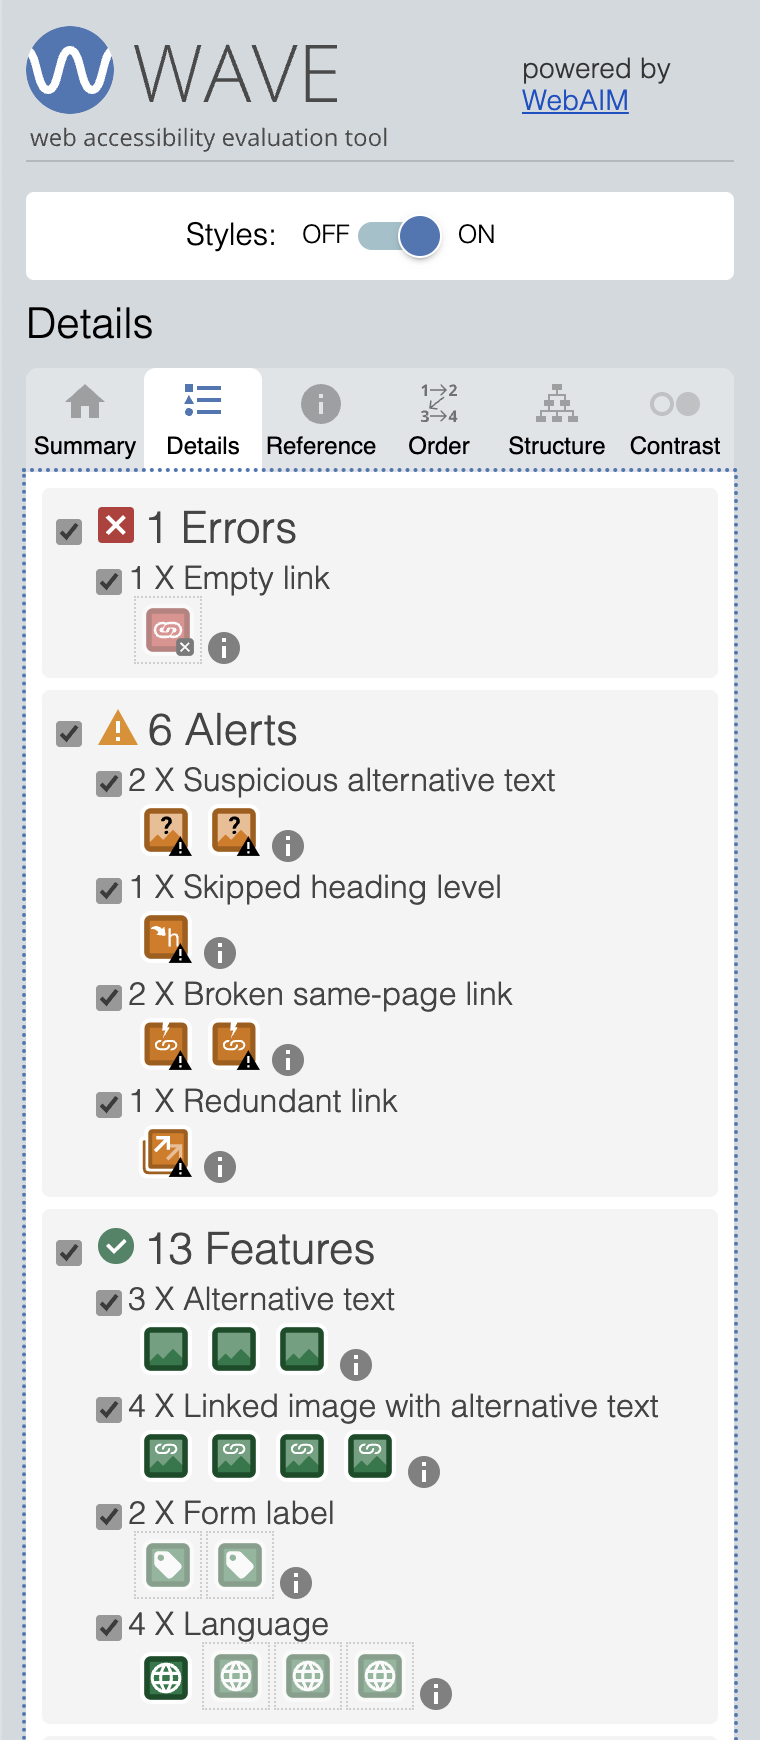 WAVE
powered by
WebAIM
web accessibility evaluation tool
Styles: OFF ON
Details
1 2
3 4
Summary Details Reference Order Structure Contrast
1 Errors
1 X Empty link
6 Alerts
2 X Suspicious alternative text
? ?
1 X Skipped heading level
h
2 X Broken same-page link
1 X Redundant link
13 Features
3 X Alternative text
4 X Linked image with alternative text
2 X Form label
4 X Language